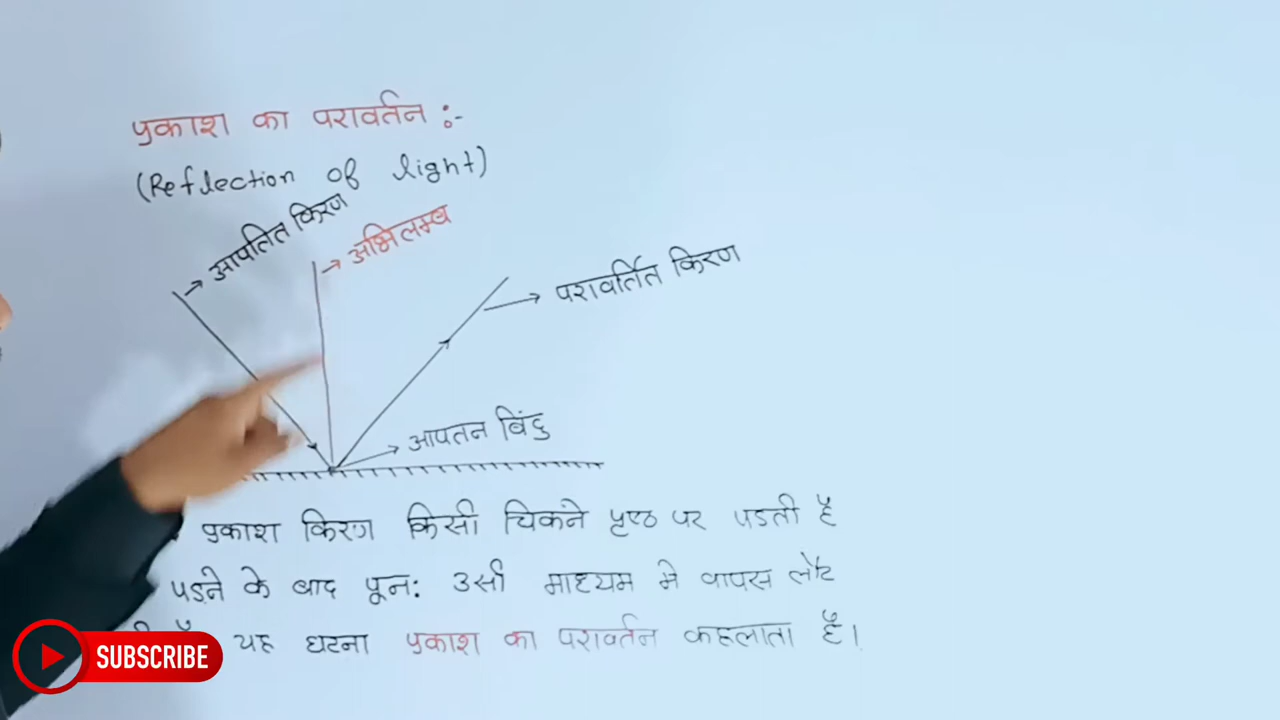 प्रकाश का परावर्तन :-
(Reflection of light)
→ आपतित किरण
→ अभिलम्ब
→ परावर्तित किरण
→ आपतन बिंदु
प्रकाश किरण किसी चिकने पृष्ठ पर पडती है
पड़ने के बाद पून: उसी माध्यम मे वापस लौट
यह घटना प्रकाश का परावर्तन कहलाता है।
SUBSCRIBE